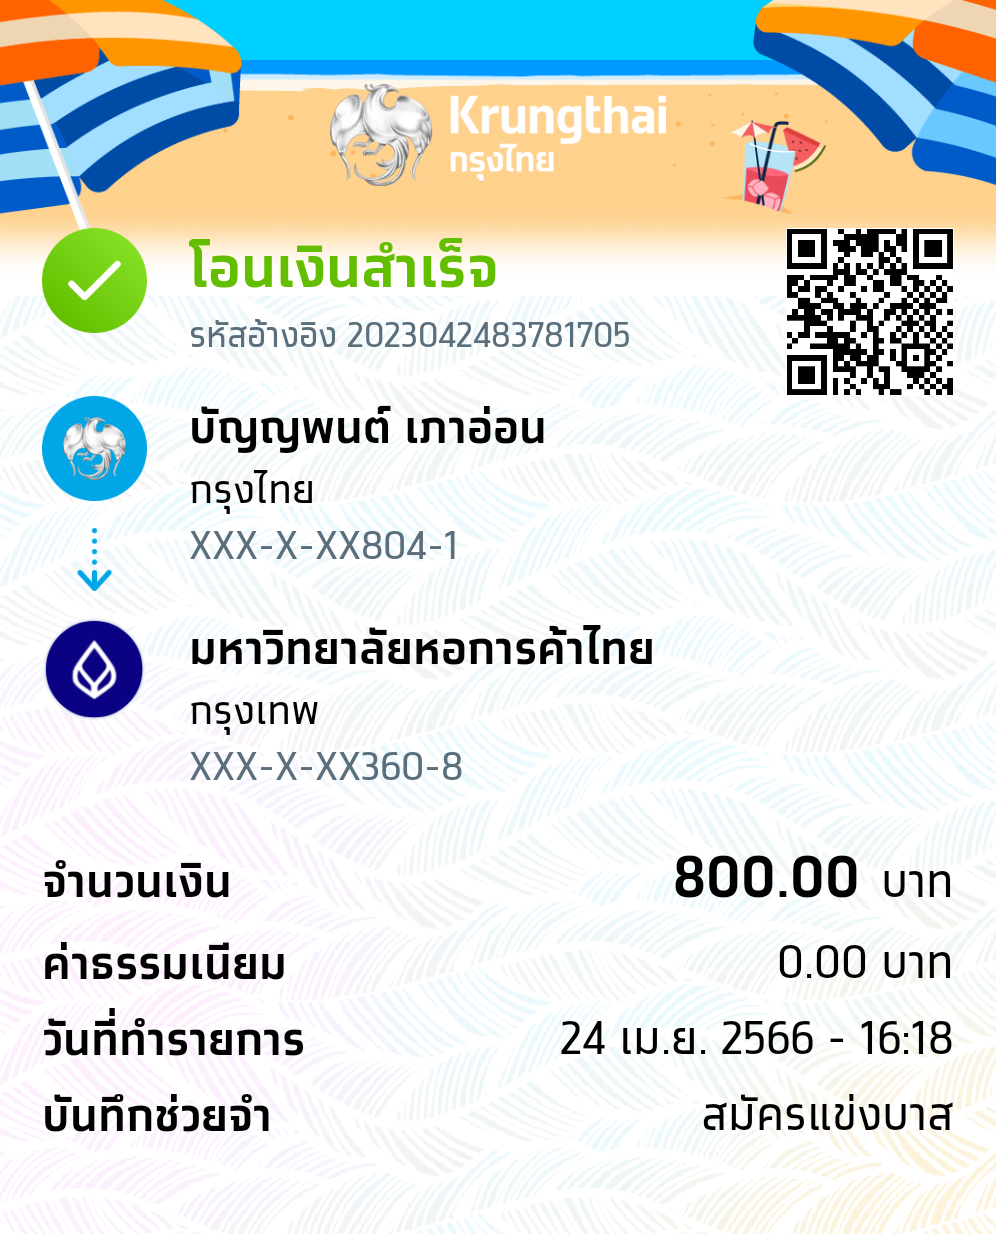 Krungthai
กรุงไทย
โอนเงินสำเร็จ
รหัสอ้างอิง 2023042483781705
บัญญพนต์ เภาอ่อน
กรุงไทย
XXX-X-XX804-1
มหาวิทยาลัยหอการค้าไทย
กรุงเทพ
XXX-X-XX360-8
จำนวนเงิน 800.00 บาท
ค่าธรรมเนียม 0.00 บาท
วันที่ทำรายการ 24 เม.ย. 2566 - 16:18
บันทึกช่วยจำ สมัครแข่งบาส